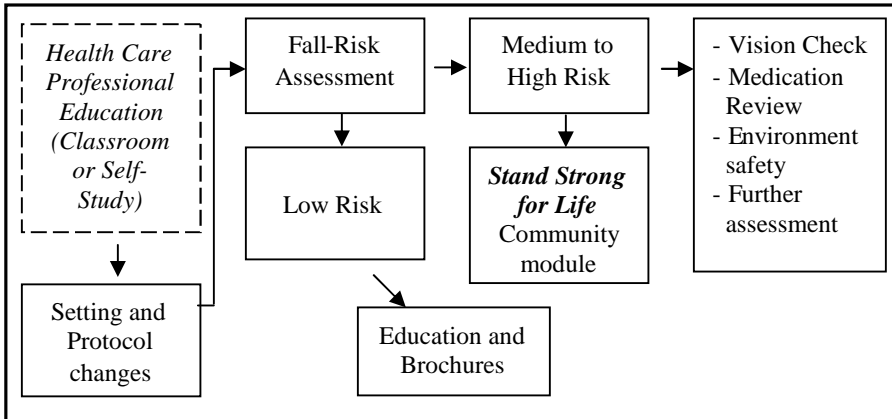 Health Care
Professional
Education
(Classroom
or Self-
Study)
Setting and
Protocol
changes
Fall-Risk
Assessment
Low Risk
Education and
Brochures
Medium to
High Risk
Stand Strong
for Life
Community
module
- Vision Check
- Medication
Review
- Environment
safety
- Further
assessment